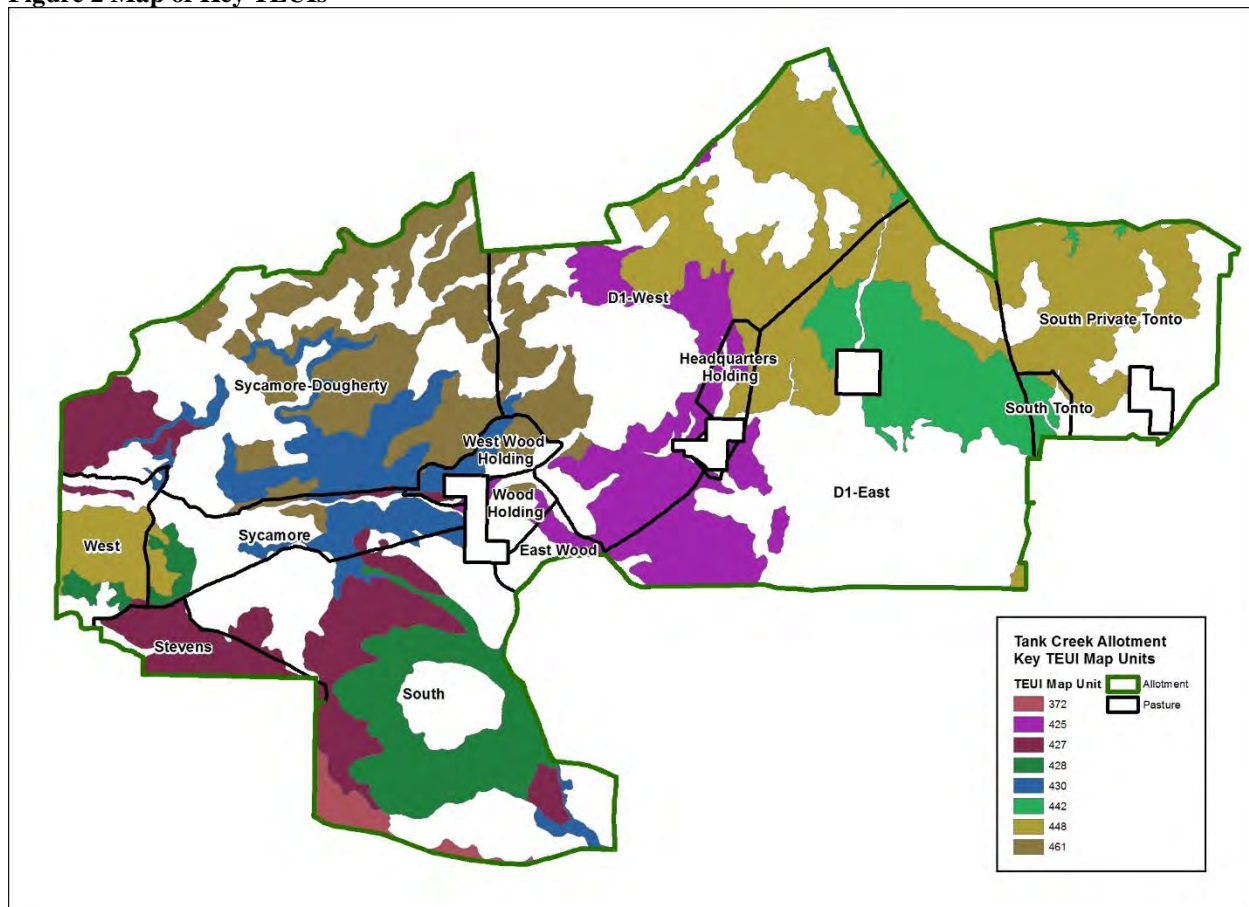 Figure 2 Map of Key TEUIs
D1-West
South Private Tonto
Headquarters
Holding
Sycamore-Dougherty
South Tonto
West Wood
Holding
Wood
Holding
D1-East
West
Sycamore
East Wood
Stevens
South
Tank Creek Allotment
Key TEUI Map Units
TEUI Map Unit
Allotment
Pasture
372
425
427
428
430
442
448
461